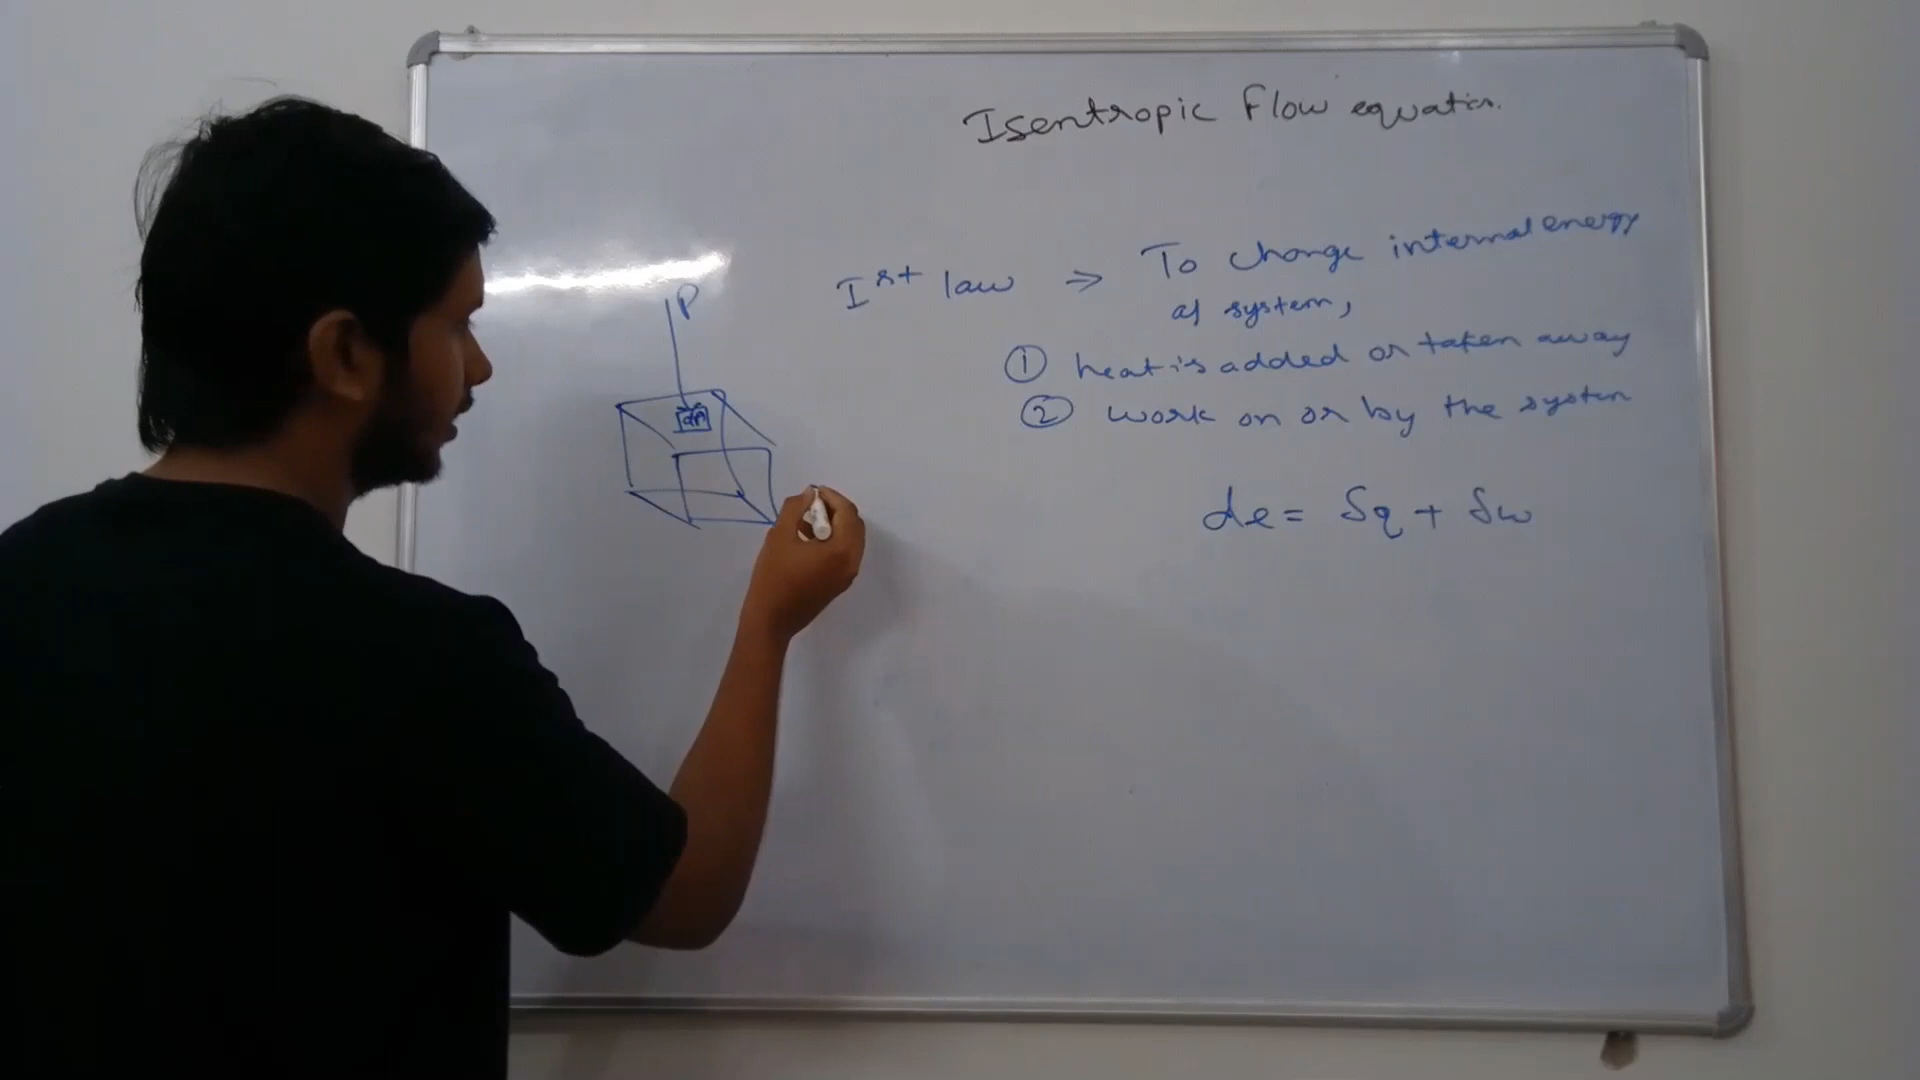 Isentropic Flow equation.
Ist law ⇒ To change internal energy
of system,
① heat is added or taken away
② work on or by the system
P
dA
de = δq + δw